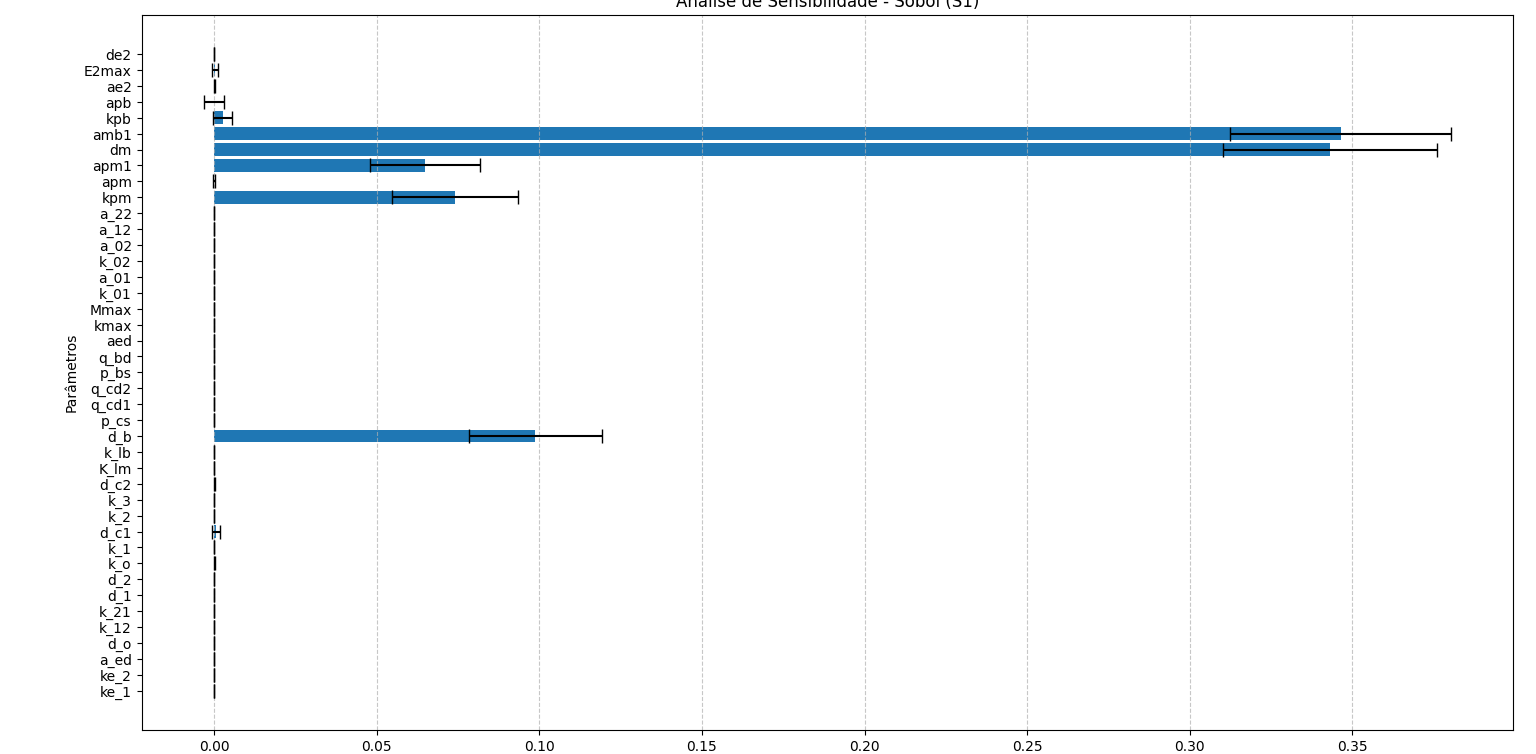 Análise de Sensibilidade - Sobol (S1)
de2
E2max
ae2
apb
kpb
amb1
dm
apm1
apm
kpm
a_22
a_12
a_02
k_02
a_01
k_01
Mmax
kmax
aed
q_bd
p_bs
q_cd2
q_cd1
p_cs
d_b
k_lb
K_lm
d_c2
k_3
k_2
d_c1
k_1
k_o
d_2
d_1
k_21
k_12
d_o
a_ed
ke_2
ke_1
Parâmetros
0.00 0.05 0.10 0.15 0.20 0.25 0.30 0.35